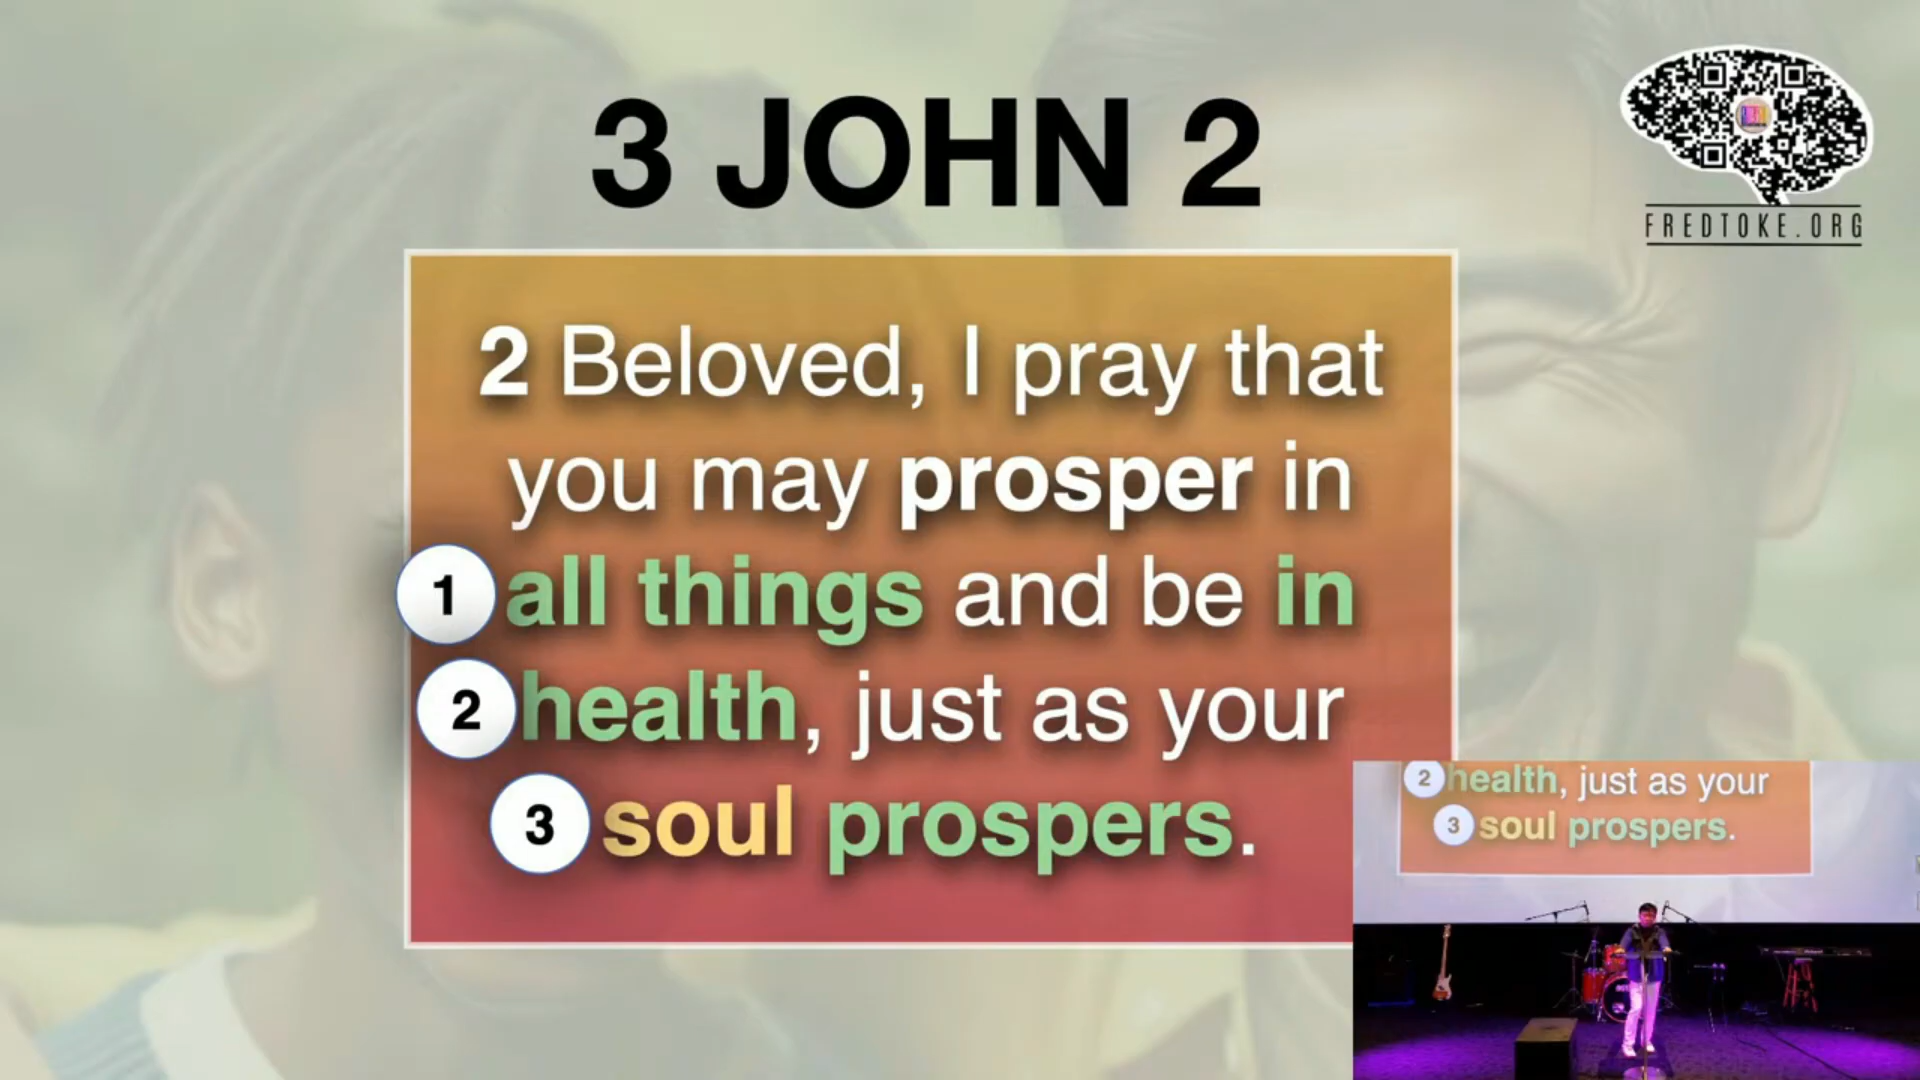 3 JOHN 2
FREDTOKE.ORG
2 Beloved, I pray that
you may prosper in
1 all things and be in
2 health, just as your
3 soul prospers.
2 health, just as your
3 soul prospers.